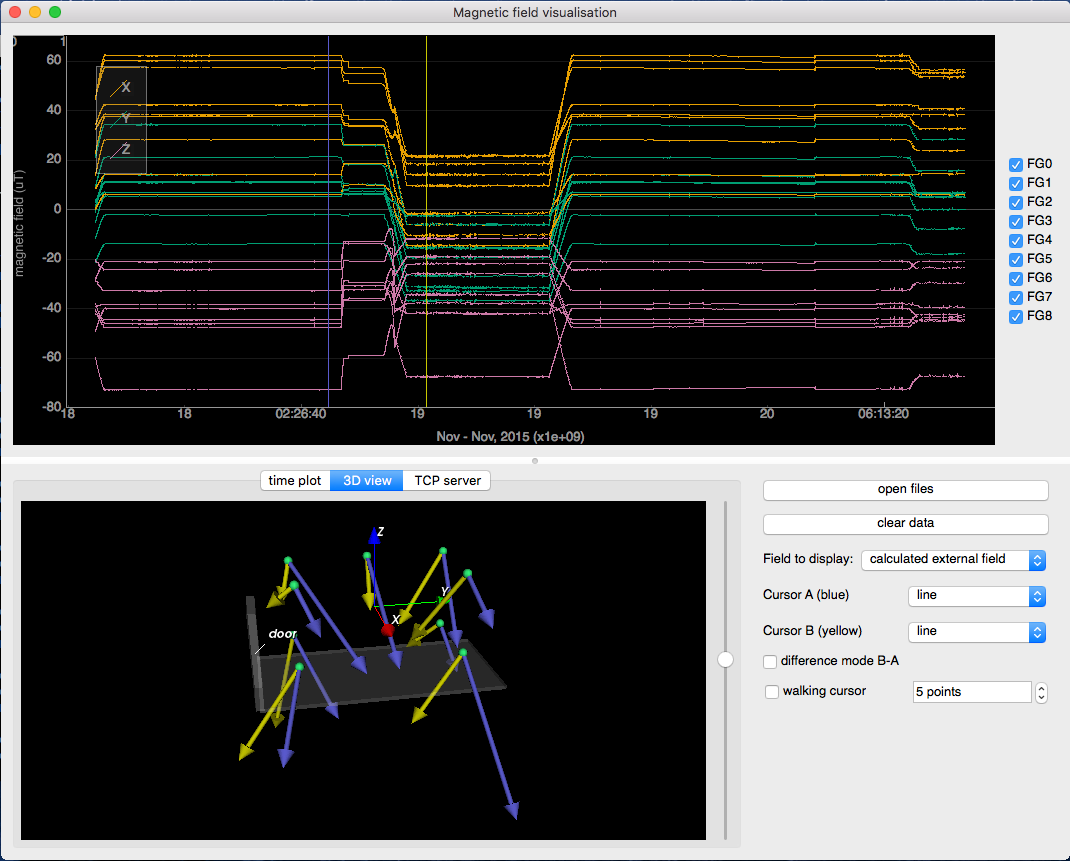 Magnetic field visualisation
0 1
60
40
20
0
-20
-40
-60
-80
magnetic field (uT)
X
Y
Z
18 18 02:26:40 19 19 19 20 06:13:20
Nov - Nov, 2015 (x1e+09)
FG0
FG1
FG2
FG3
FG4
FG5
FG6
FG7
FG8
time plot 3D view TCP server
Z
Y
X
door
open files
clear data
Field to display: calculated external field
Cursor A (blue) line
Cursor B (yellow) line
difference mode B-A
walking cursor 5 points